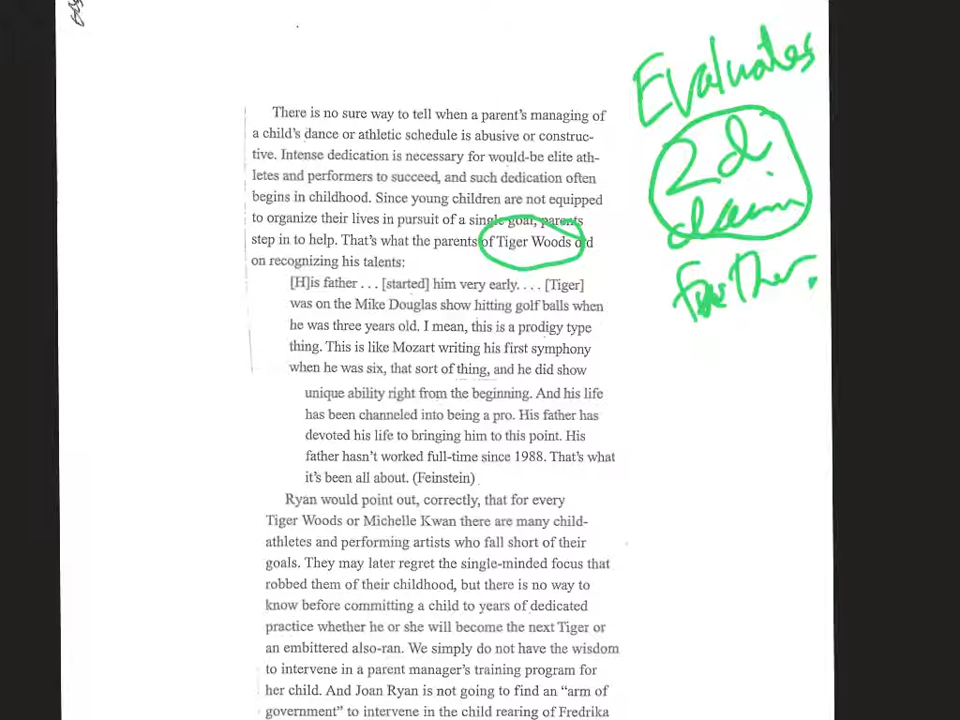 Evaluates
2d
claim
further.
There is no sure way to tell when a parent's managing of
a child's dance or athletic schedule is abusive or construc-
tive. Intense dedication is necessary for would-be elite ath-
letes and performers to succeed, and such dedication often
begins in childhood. Since young children are not equipped
to organize their lives in pursuit of a single goal, parents
step in to help. That's what the parents of Tiger Woods did
on recognizing his talents:
[H]is father . . . [started] him very early. . . . [Tiger]
was on the Mike Douglas show hitting golf balls when
he was three years old. I mean, this is a prodigy type
thing. This is like Mozart writing his first symphony
when he was six, that sort of thing, and he did show
unique ability right from the beginning. And his life
has been channeled into being a pro. His father has
devoted his life to bringing him to this point. His
father hasn't worked full-time since 1988. That's what
it's been all about. (Feinstein)
Ryan would point out, correctly, that for every
Tiger Woods or Michelle Kwan there are many child-
athletes and performing artists who fall short of their
goals. They may later regret the single-minded focus that
robbed them of their childhood, but there is no way to
know before committing a child to years of dedicated
practice whether he or she will become the next Tiger or
an embittered also-ran. We simply do not have the wisdom
to intervene in a parent manager's training program for
her child. And Joan Ryan is not going to find an "arm of
government" to intervene in the child rearing of Fredrika